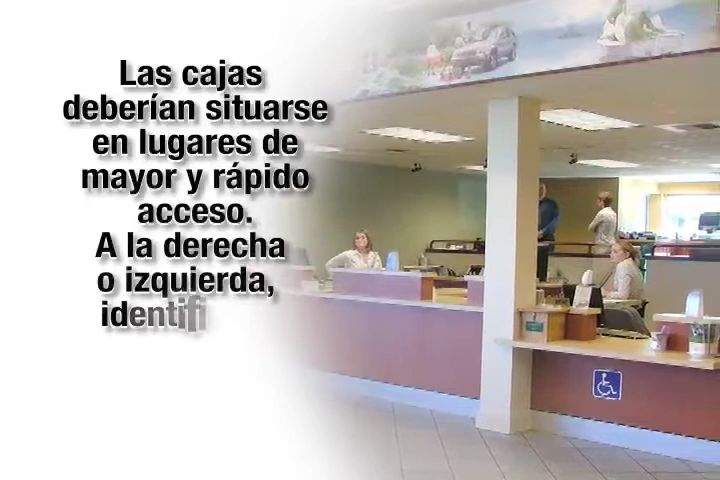 Las cajas
deberían situarse
en lugares de
mayor y rápido
acceso.
A la derecha
o izquierda,
identifi